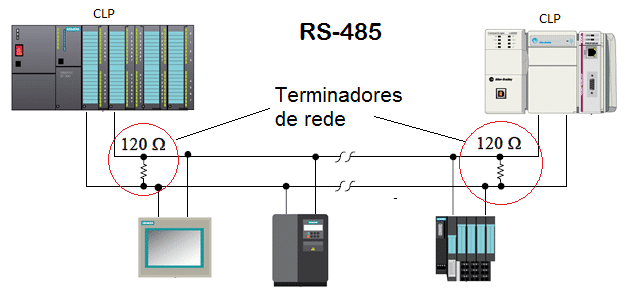 CLP
RS-485
CLP
Terminadores
de rede
120 Ω
120 Ω